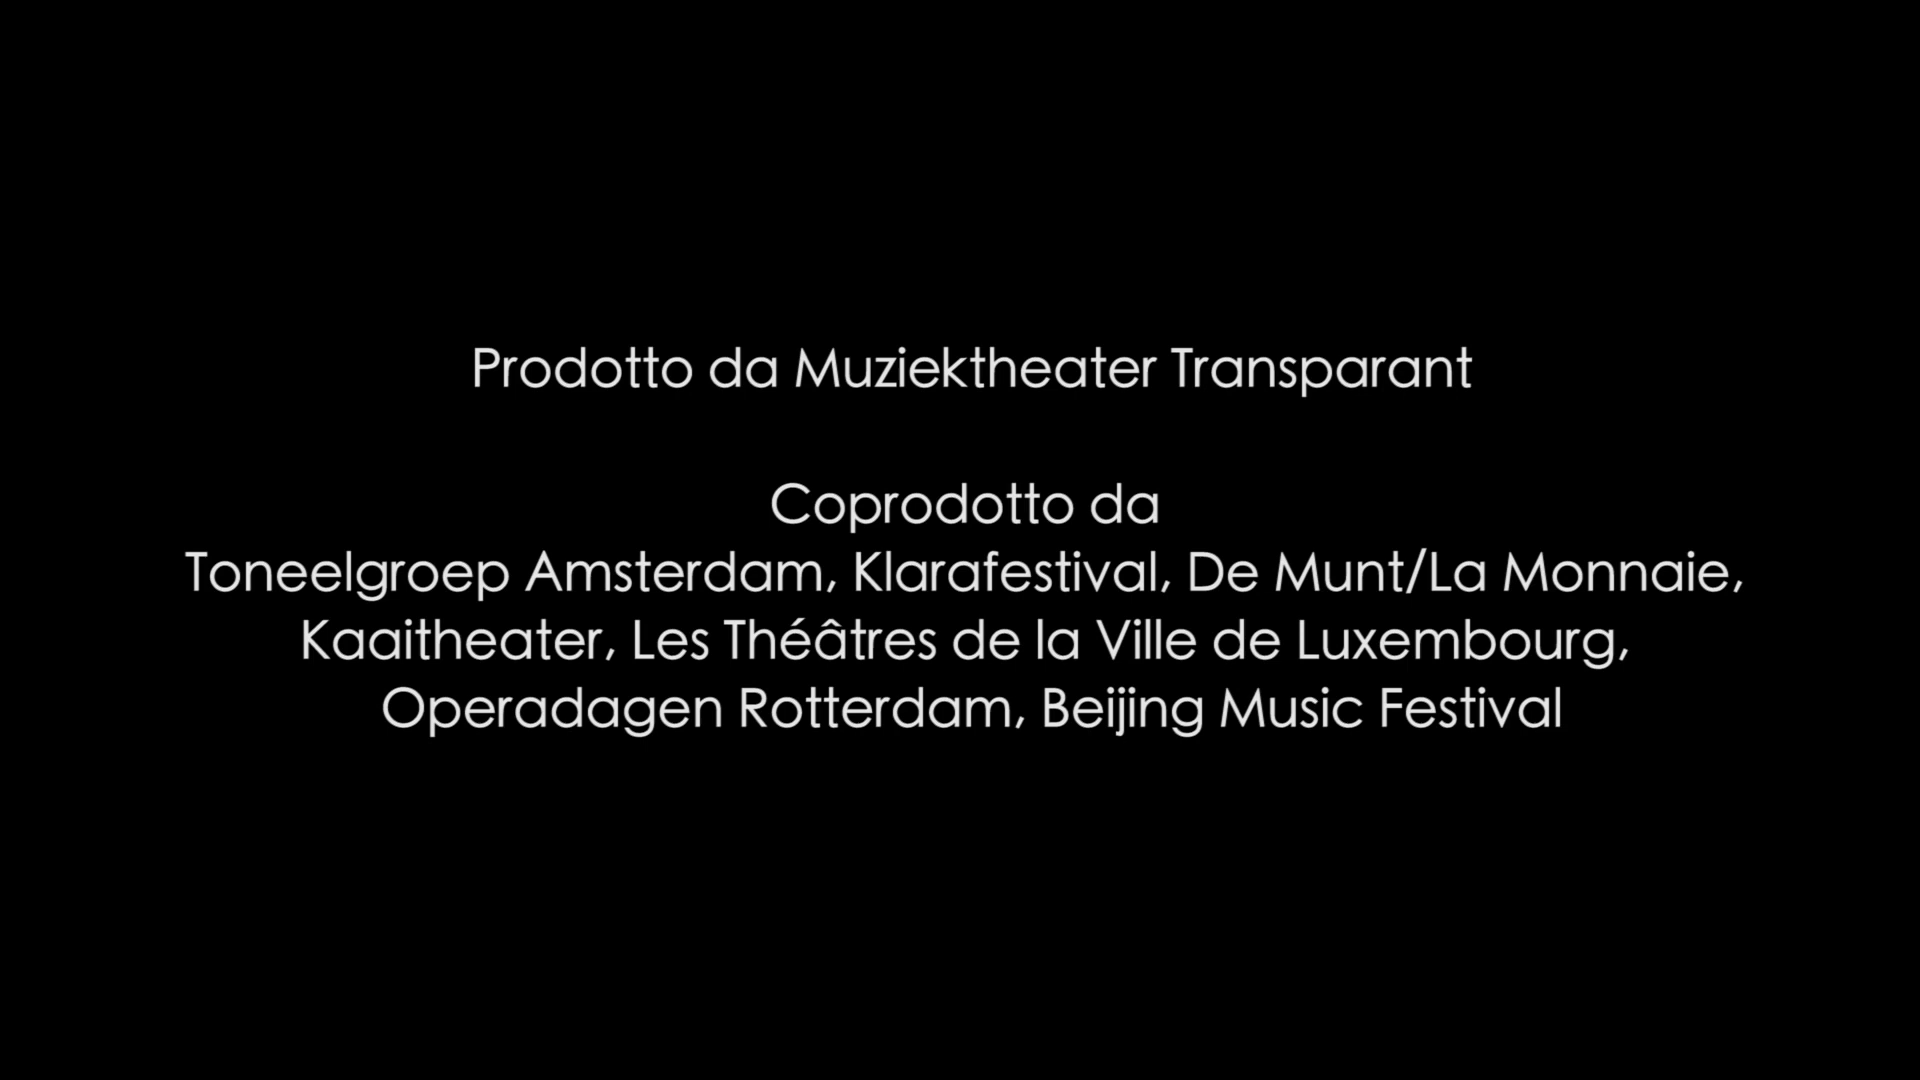 Prodotto da Muziektheater Transparant
Coprodotto da
Toneelgroep Amsterdam, Klarafestival, De Munt/La Monnaie,
Kaaitheater, Les Théâtres de la Ville de Luxembourg,
Operadagen Rotterdam, Beijing Music Festival